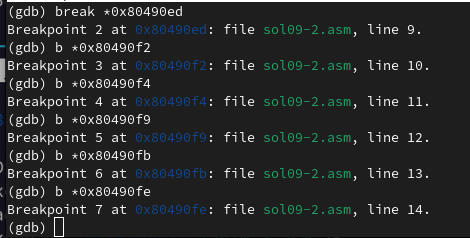 (gdb) break *0x80490ed
Breakpoint 2 at 0x80490ed: file sol09-2.asm, line 9.
(gdb) b *0x80490f2
Breakpoint 3 at 0x80490f2: file sol09-2.asm, line 10.
(gdb) b *0x80490f4
Breakpoint 4 at 0x80490f4: file sol09-2.asm, line 11.
(gdb) b *0x80490f9
Breakpoint 5 at 0x80490f9: file sol09-2.asm, line 12.
(gdb) b *0x80490fb
Breakpoint 6 at 0x80490fb: file sol09-2.asm, line 13.
(gdb) b *0x80490fe
Breakpoint 7 at 0x80490fe: file sol09-2.asm, line 14.
(gdb)